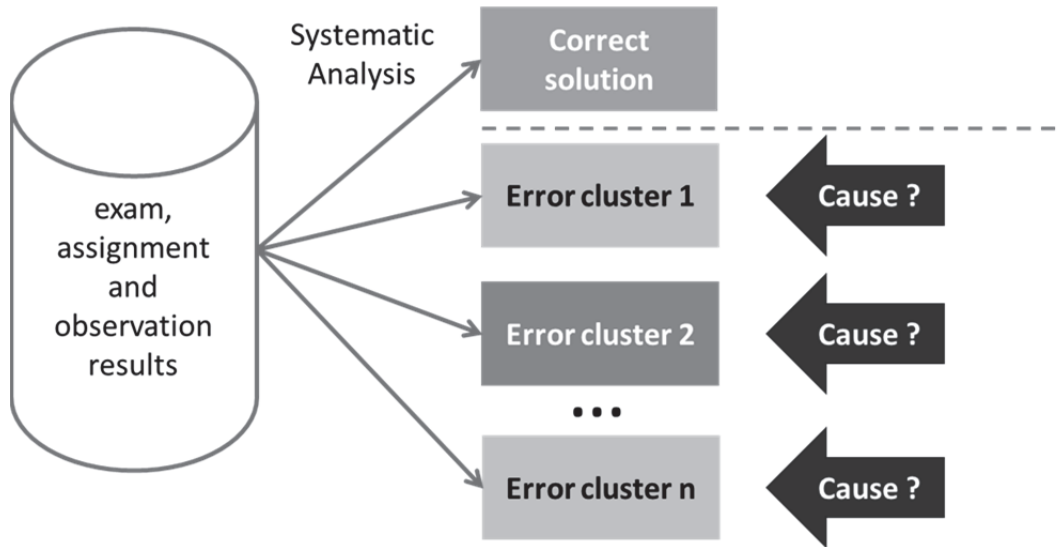 Systematic
Analysis
Correct
solution
exam,
assignment
and
observation
results
Error cluster 1
Cause ?
Error cluster 2
Cause ?
...
Error cluster n
Cause ?